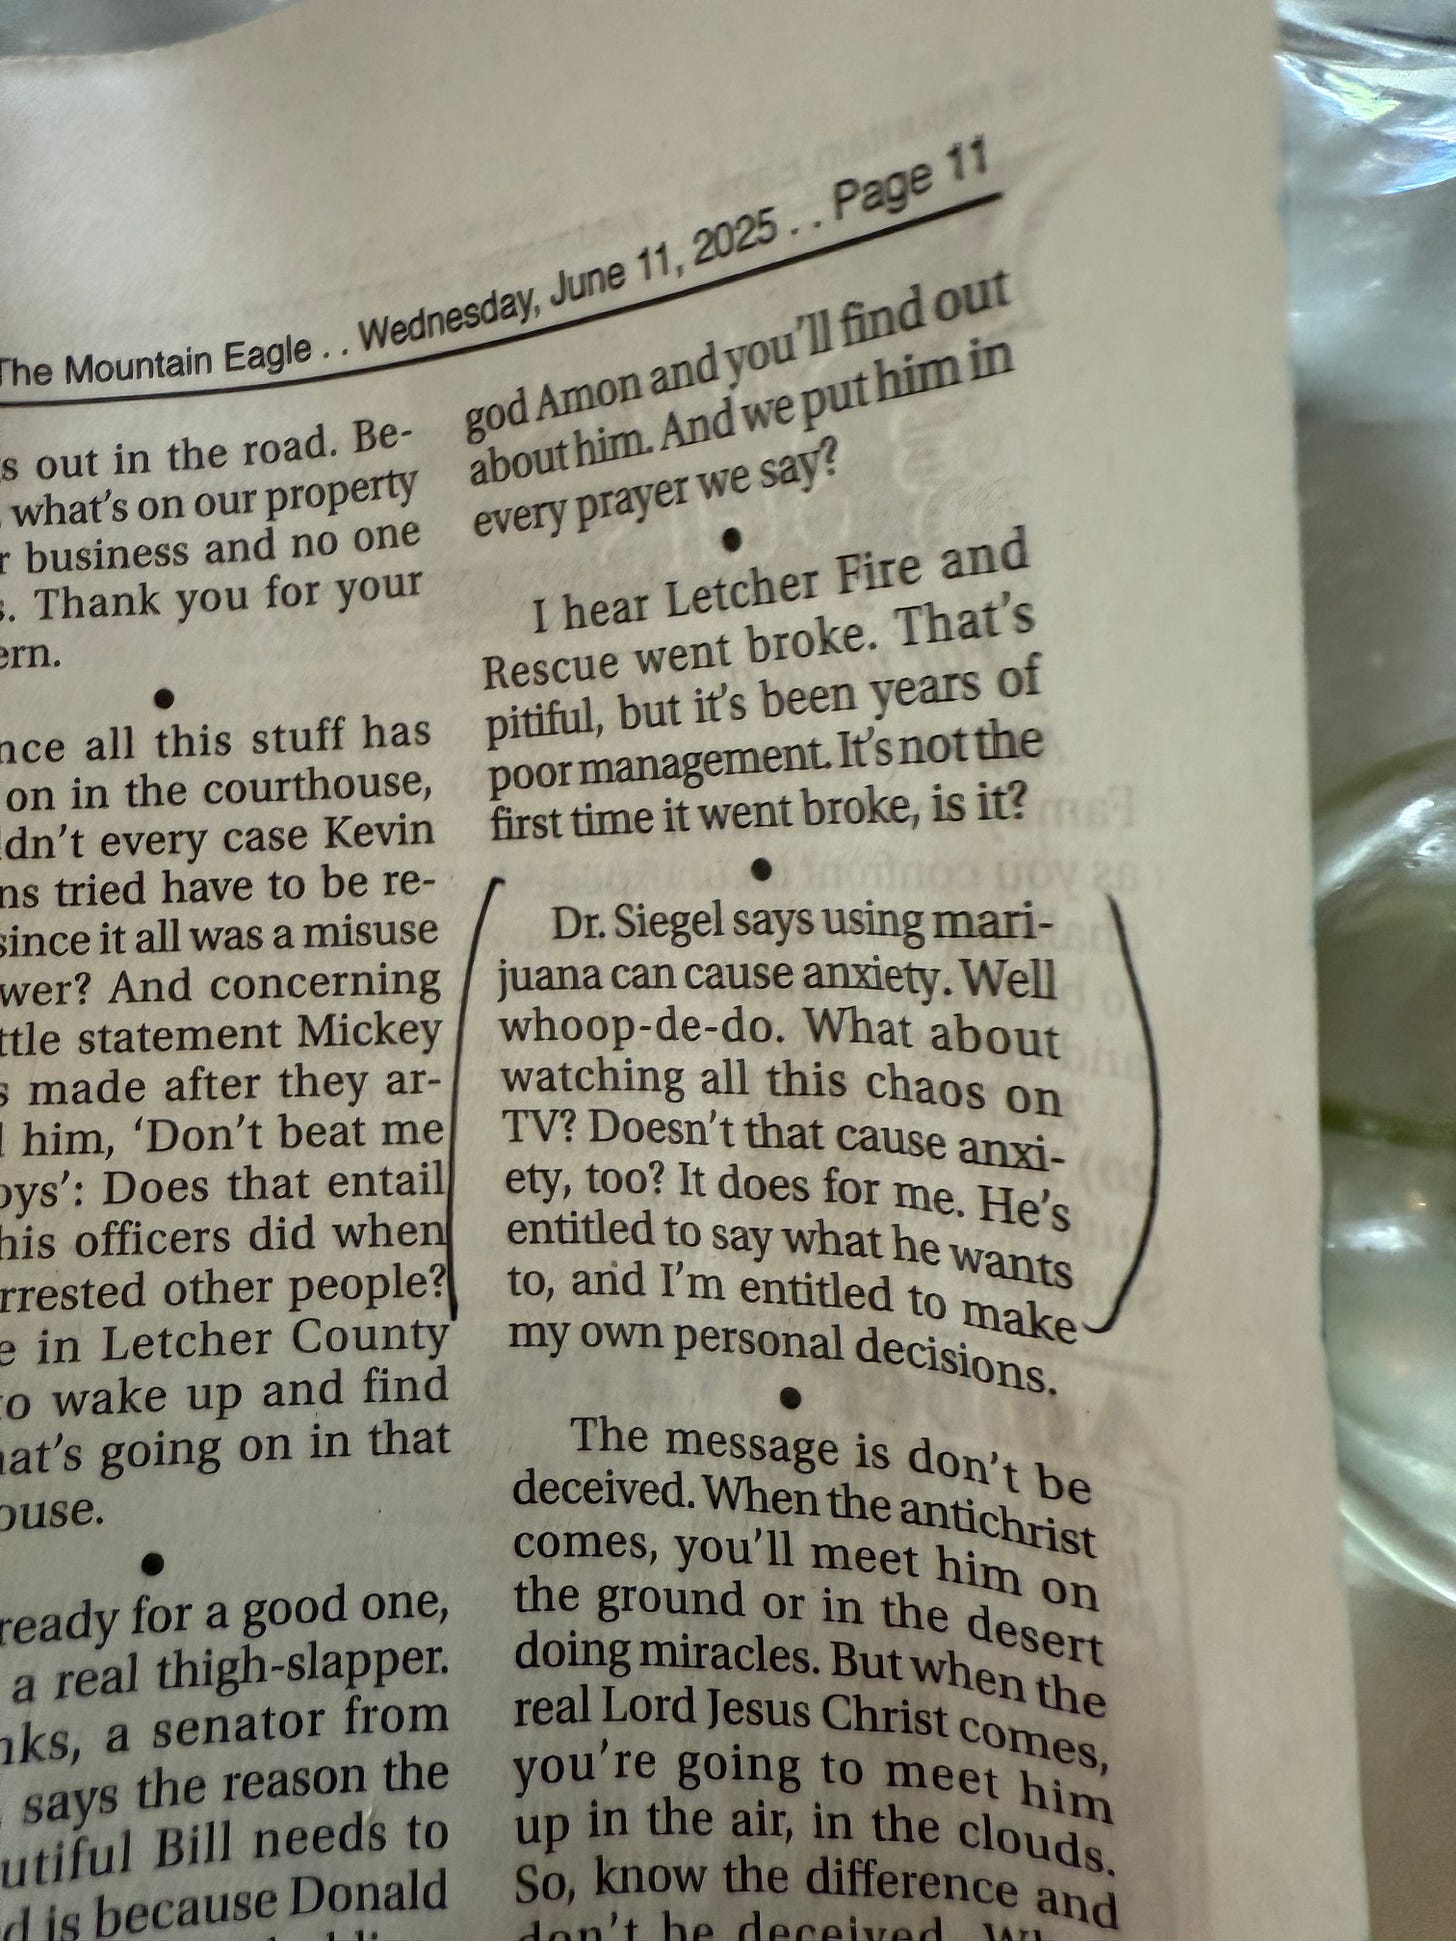 The Mountain Eagle . . Wednesday, June 11, 2025 . . Page 11
s out in the road. Be-
what's on our property
r business and no one
s. Thank you for your
ern.
•
nce all this stuff has
on in the courthouse,
dn't every case Kevin
ns tried have to be re-
since it all was a misuse
wer? And concerning
ttle statement Mickey
s made after they ar-
him, 'Don't beat me
oys': Does that entail
his officers did when
rrested other people?
e in Letcher County
to wake up and find
hat's going on in that
ouse.
•
ready for a good one,
a real thigh-slapper.
nks, a senator from
says the reason the
utiful Bill needs to
d is because Donald
god Amon and you'll find out
about him. And we put him in
every prayer we say?
•
I hear Letcher Fire and
Rescue went broke. That's
pitiful, but it's been years of
poor management. It's not the
first time it went broke, is it?
•
Dr. Siegel says using mari-
juana can cause anxiety. Well
whoop-de-do. What about
watching all this chaos on
TV? Doesn't that cause anxi-
ety, too? It does for me. He's
entitled to say what he wants
to, and I'm entitled to make
my own personal decisions.
•
The message is don't be
deceived. When the antichrist
comes, you'll meet him on
the ground or in the desert
doing miracles. But when the
real Lord Jesus Christ comes,
you're going to meet him
up in the air, in the clouds.
So, know the difference and
don't be deceived.